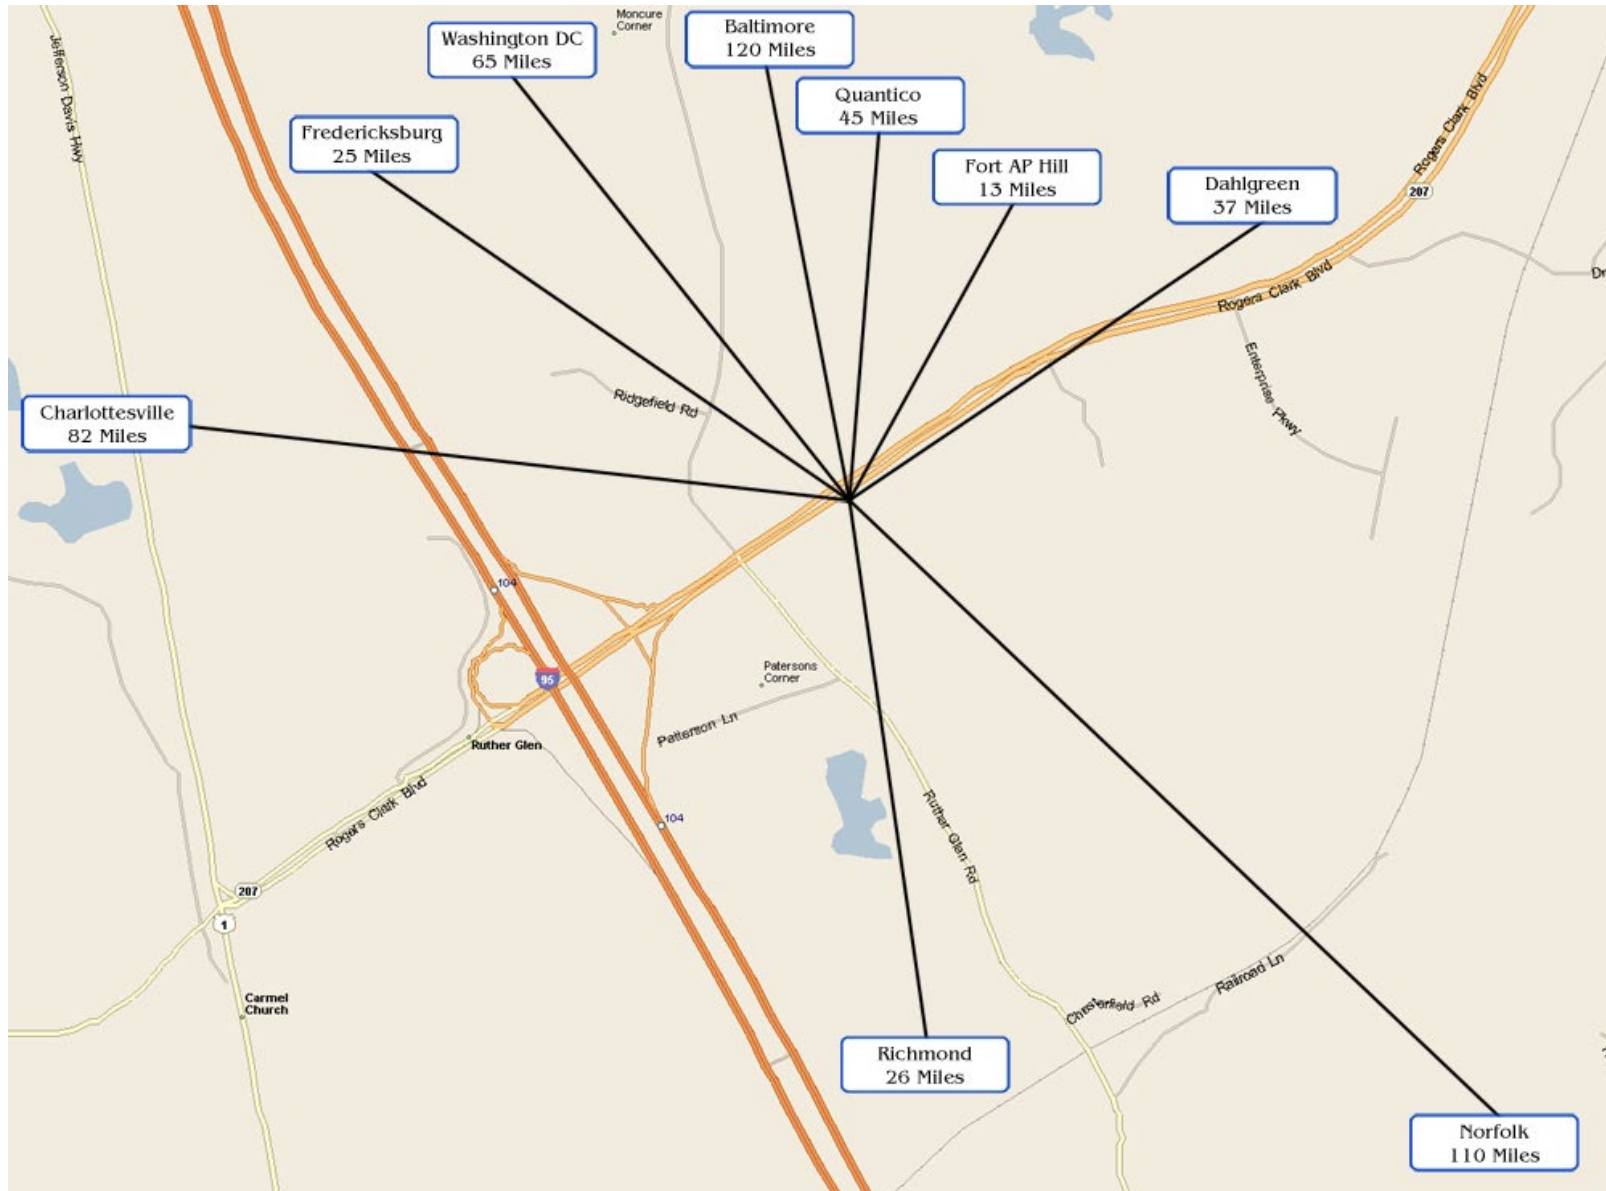 Moncure
Corner
Washington DC
65 Miles
Baltimore
120 Miles
Quantico
45 Miles
Fredericksburg
25 Miles
Fort AP Hill
13 Miles
Dahlgreen
37 Miles
Jefferson Davis Hwy
Rogers Clark Blvd
207
Rogers Clark Blvd
Enterprise Pkwy
Ridgefield Rd
Charlottesville
82 Miles
104
95
Patersons
Corner
Patterson Ln
Ruther Glen
Rogers Clark Blvd
104
Ruther Glen Rd
207
1
Carmel
Church
Chesterfield Rd
Railroad Ln
Richmond
26 Miles
Norfolk
110 Miles